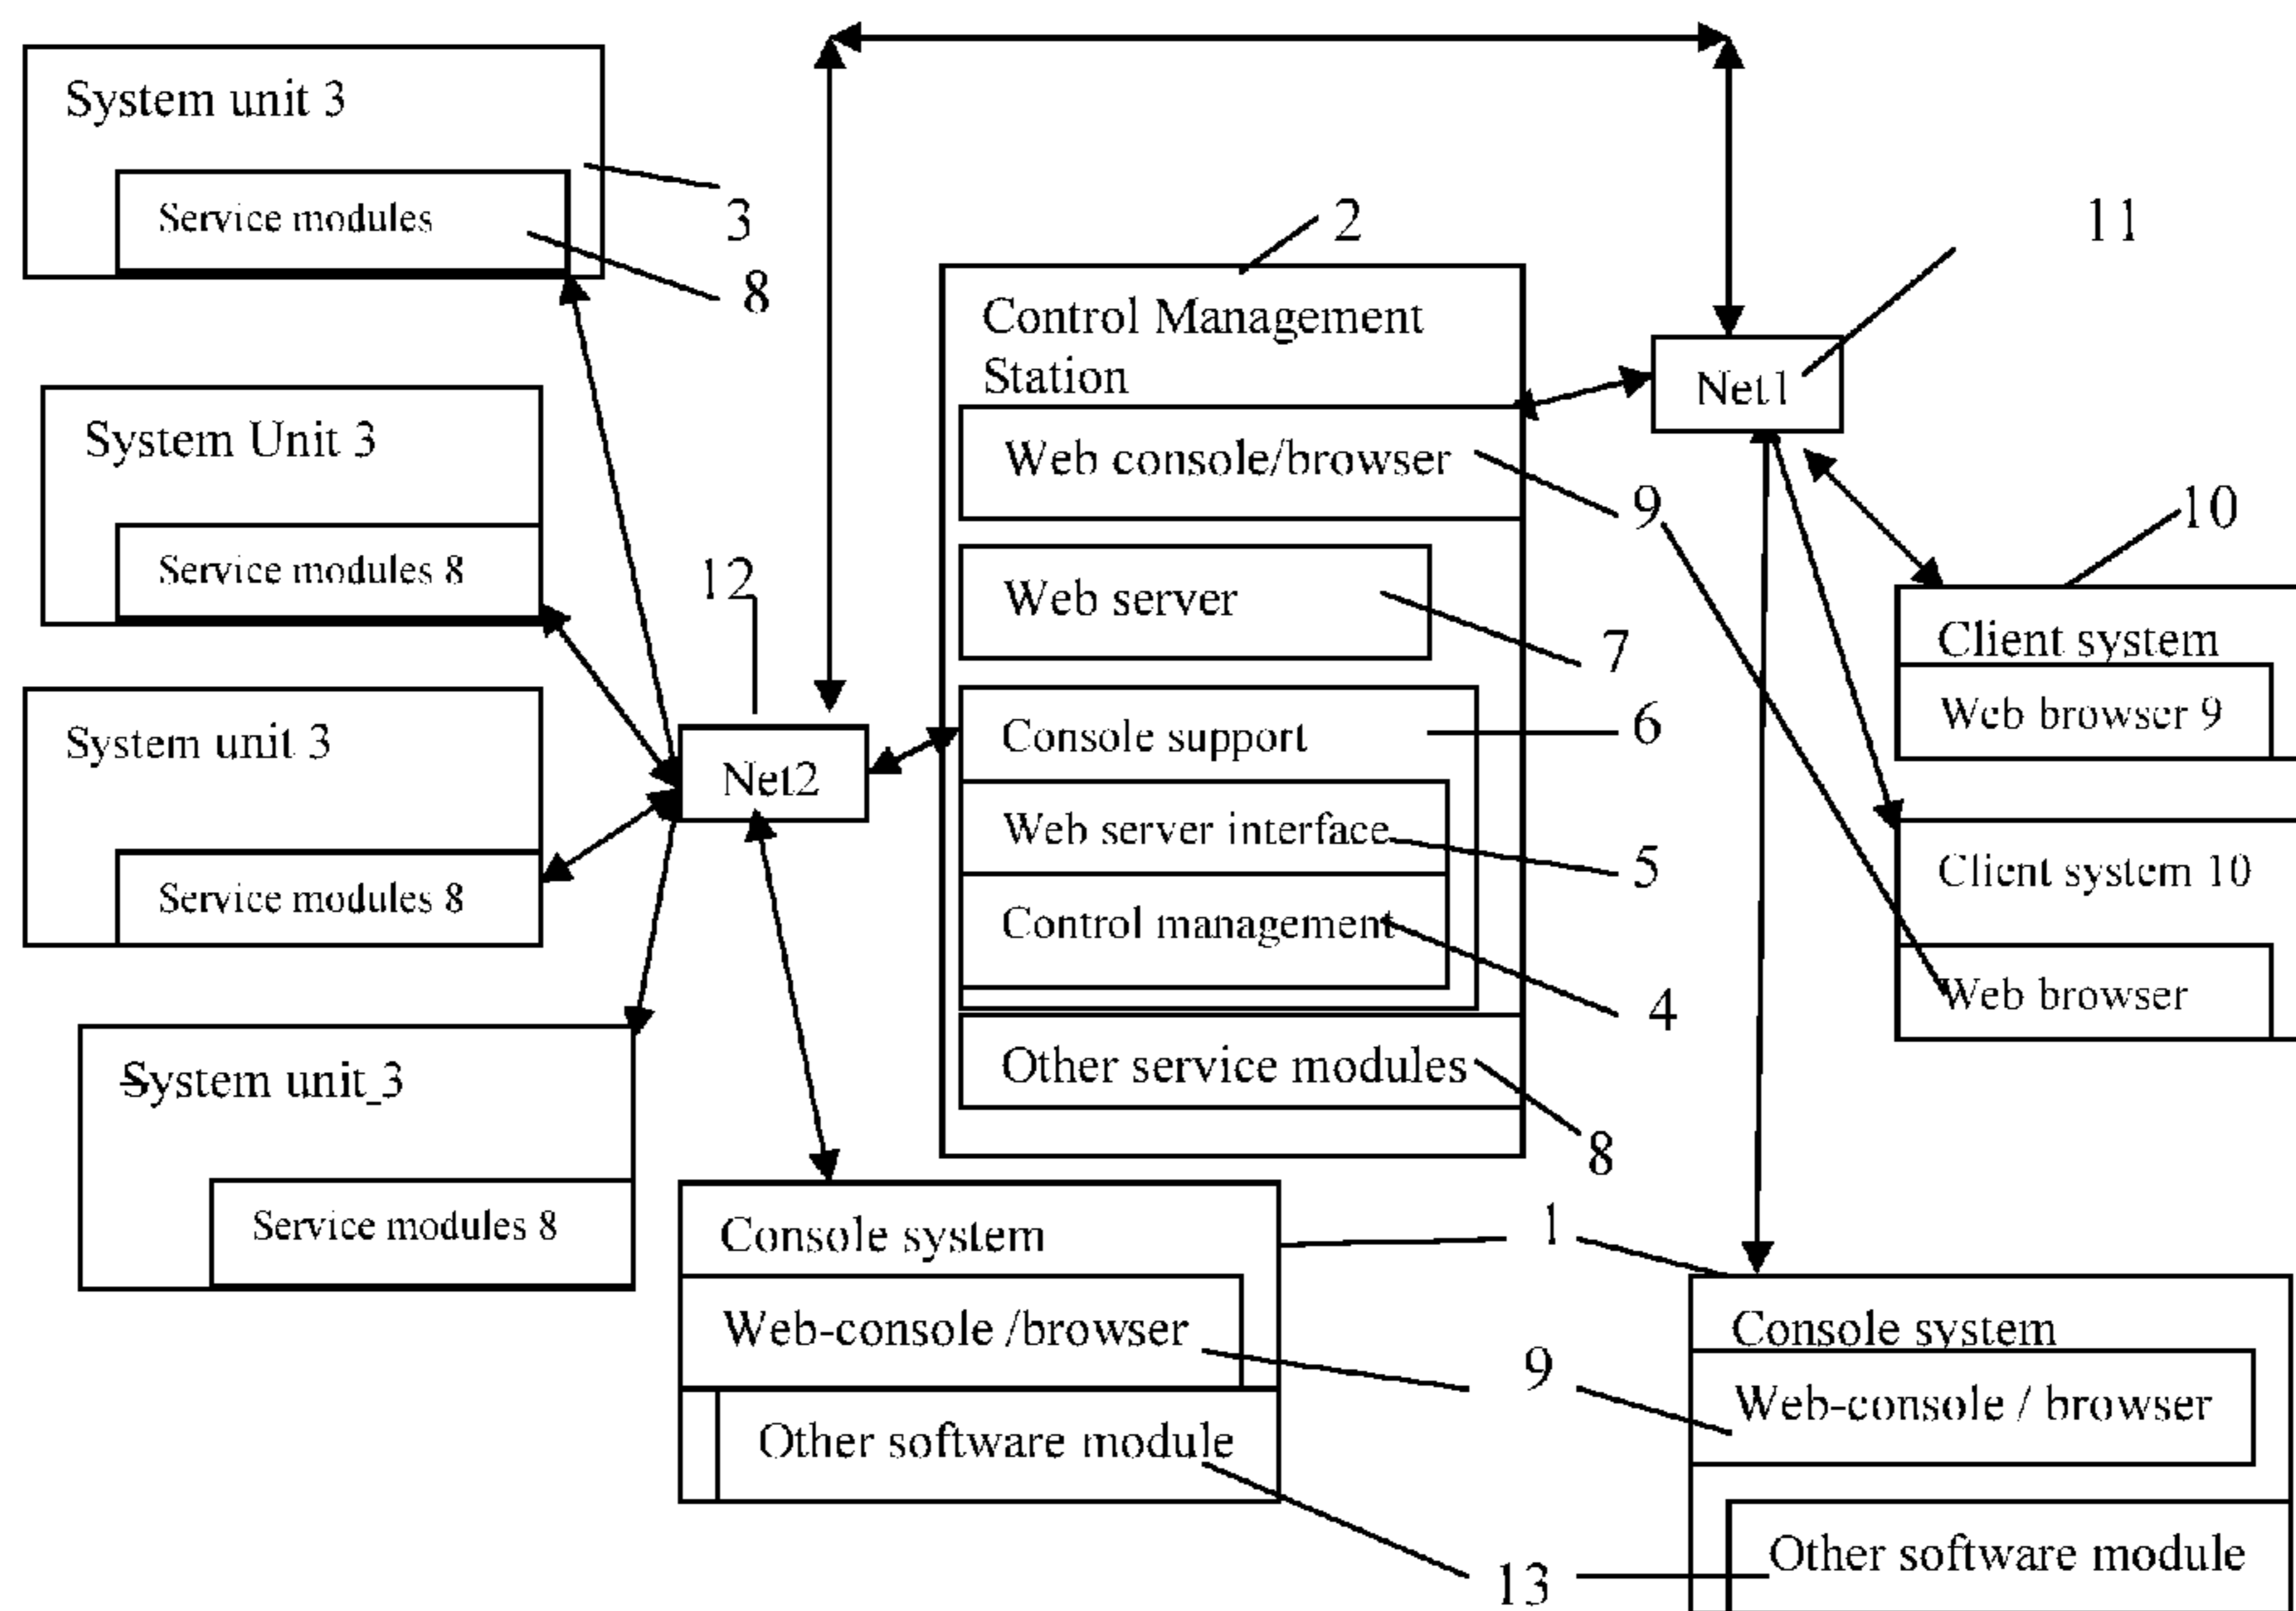 System unit 3
Service modules
3
8
System Unit 3
Service modules 8
System unit 3
Service modules 8
System unit 3
Service modules 8
12
Net2
2
Control Management
Station
Web console/browser
9
Web server
7
Console support
6
Web server interface
5
Control management
4
Other service modules
8
11
Net1
10
Client system
Web browser 9
Client system 10
Web browser
Console system
1
Web-console /browser
9
Other software module
13
Console system
Web-console / browser
Other software module